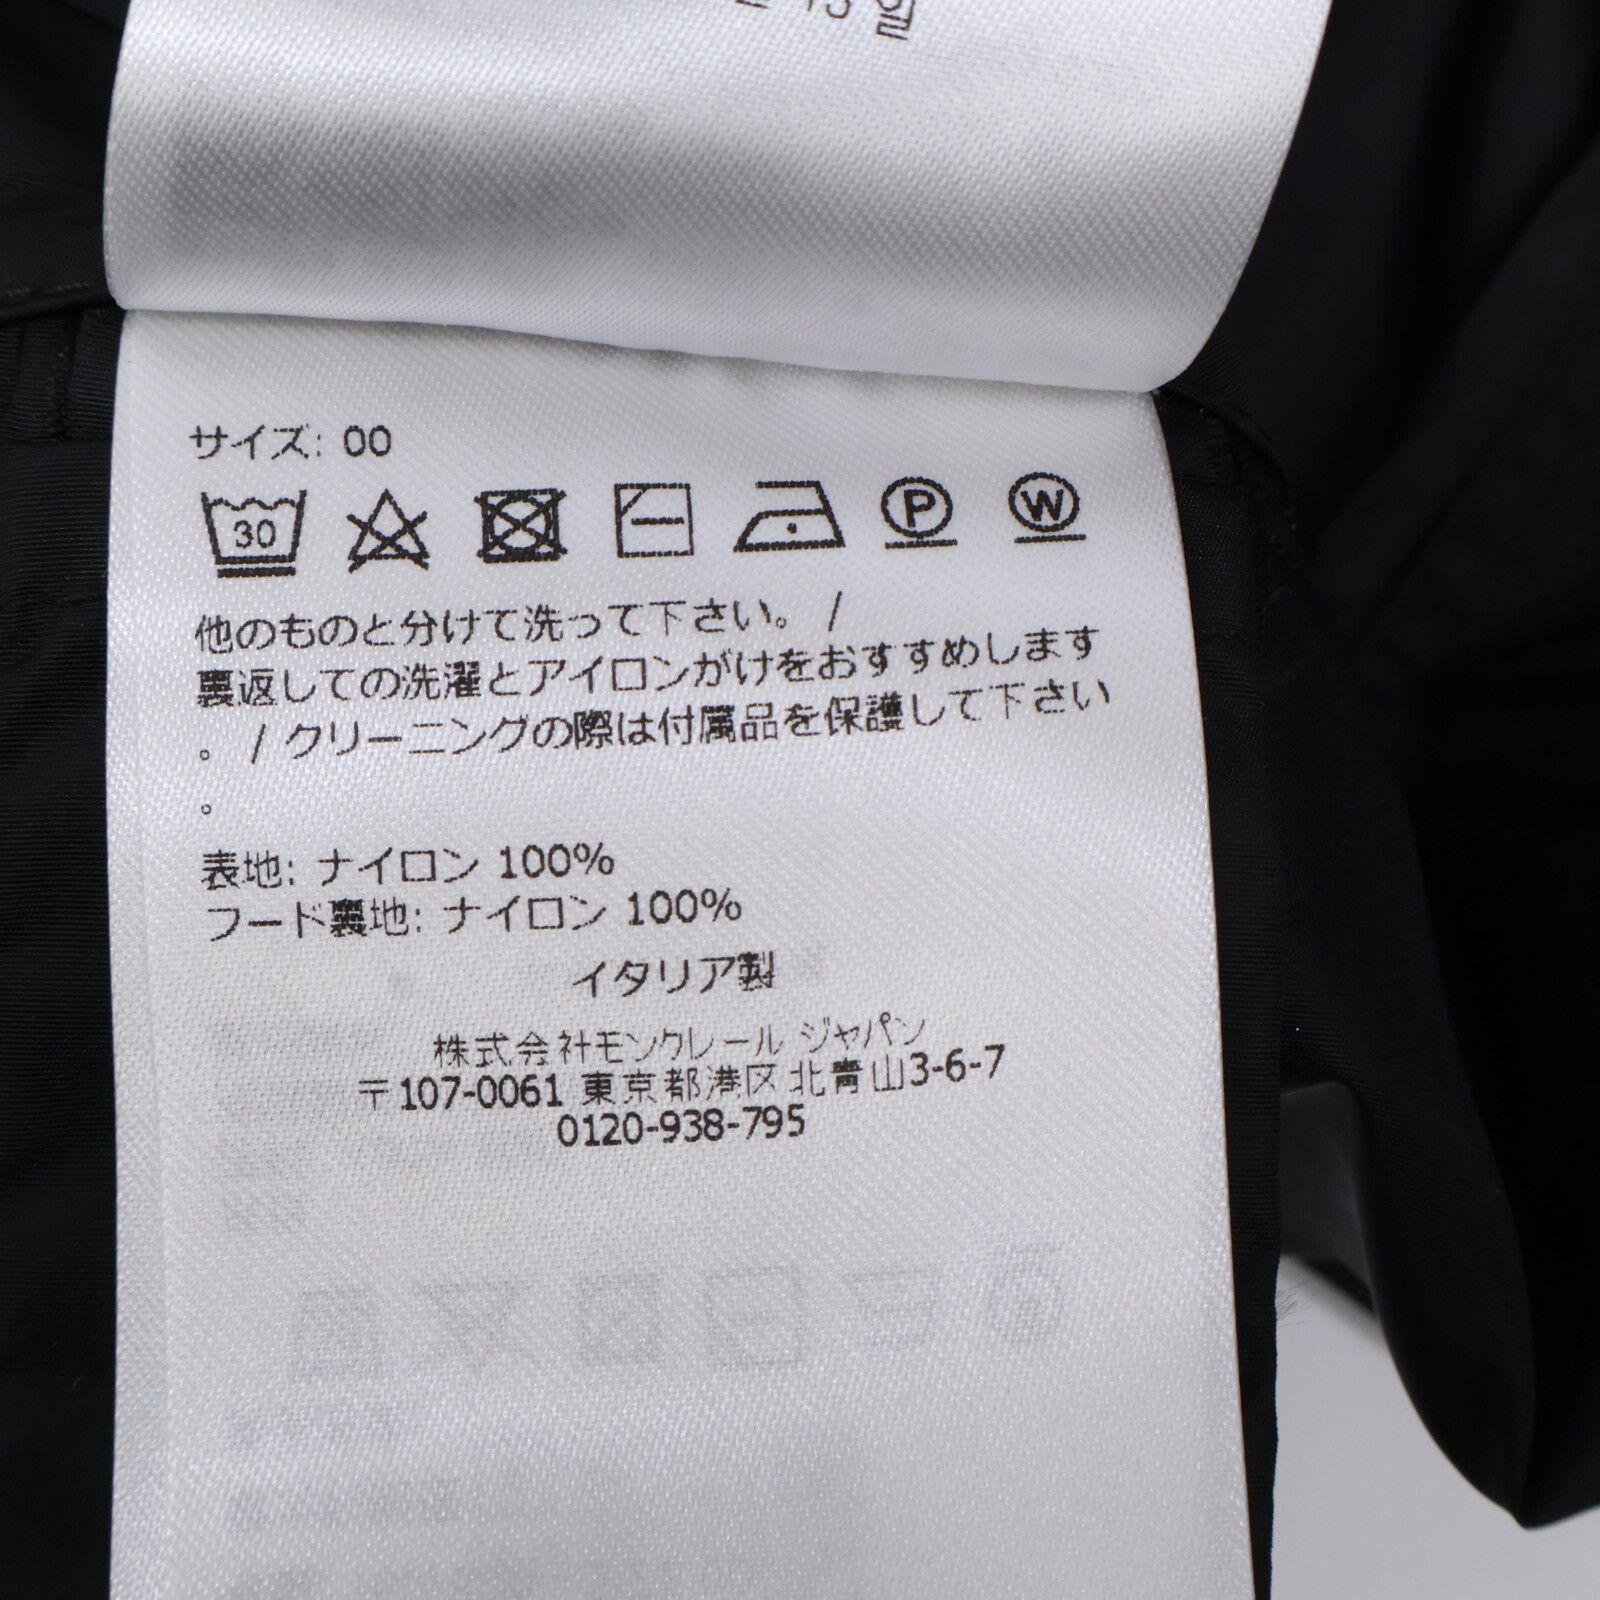 サイズ: 00
30
P
W
他のものと分けて洗って下さい。 /
裏返しての洗濯とアイロンがけをおすすめします
。 / クリーニングの際は付属品を保護して下さい
。
表地: ナイロン 100%
フード裏地: ナイロン 100%
イタリア製
株式会社モンクレール ジャパン
〒107-0061 東京都港区北青山3-6-7
0120-938-795